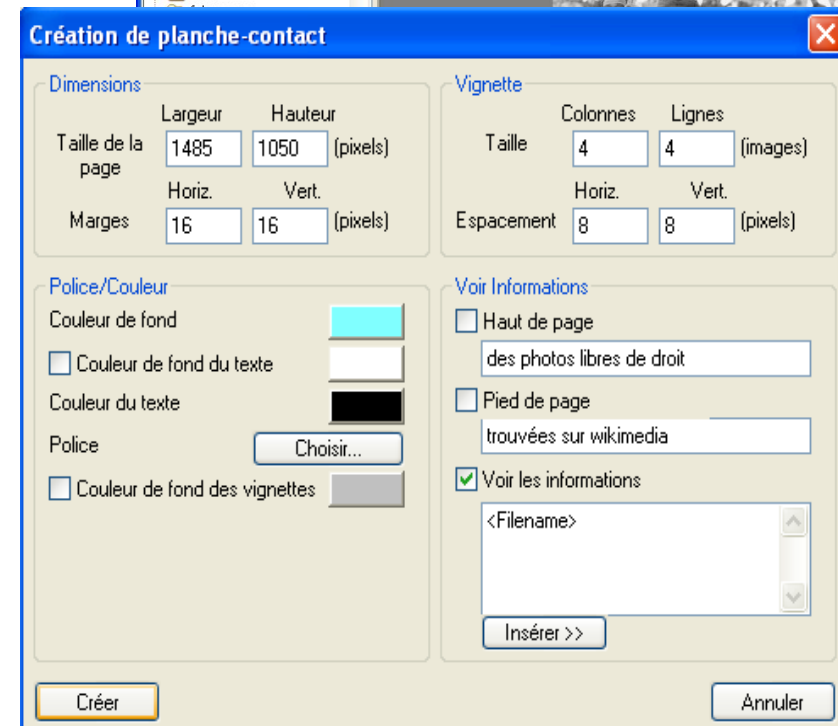 Création de planche-contact
Dimensions
Largeur Hauteur
Taille de la page 1485 1050 (pixels)
Horiz. Vert.
Marges 16 16 (pixels)
Vignette
Colonnes Lignes
Taille 4 4 (images)
Horiz. Vert.
Espacement 8 8 (pixels)
Police/Couleur
Couleur de fond
Couleur de fond du texte
Couleur du texte
Police Choisir...
Couleur de fond des vignettes
Voir Informations
Haut de page
des photos libres de droit
Pied de page
trouvées sur wikimedia
Voir les informations
<Filename>
Insérer >>
Créer Annuler